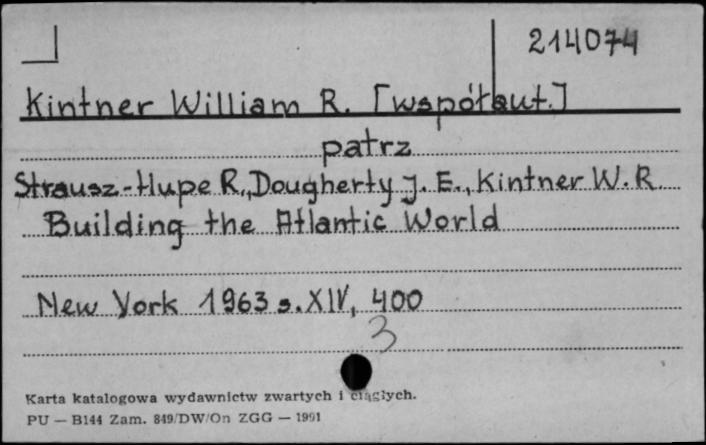 214074
Kintner William R. [współaut.]
patrz
Strausz-Hupe R., Dougherty J. E., Kintner W. R.
Building the Atlantic World
New York 1963 s. XIV, 400
3
Karta katalogowa wydawnictw zwartych i ciągłych.
PU — B144 Zam. 849/DW/On ZGG — 1991